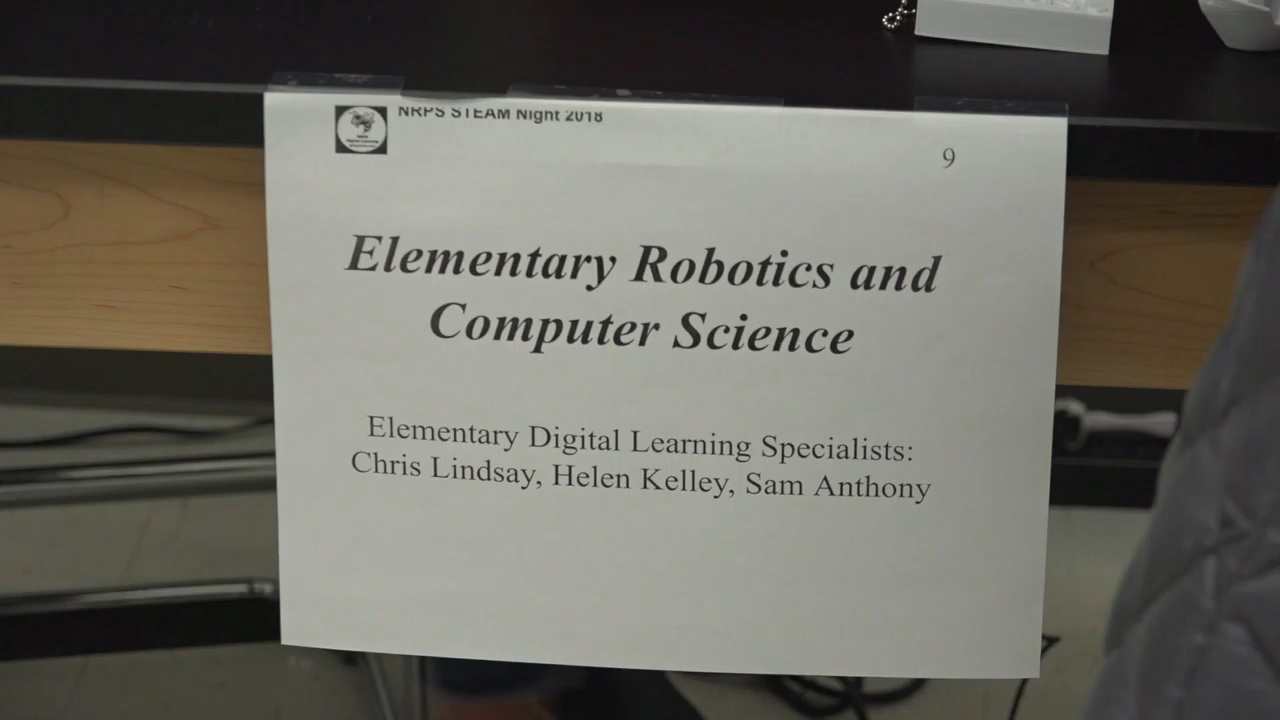 NRPS STEAM Night 2018
9
Elementary Robotics and
Computer Science
Elementary Digital Learning Specialists:
Chris Lindsay, Helen Kelley, Sam Anthony